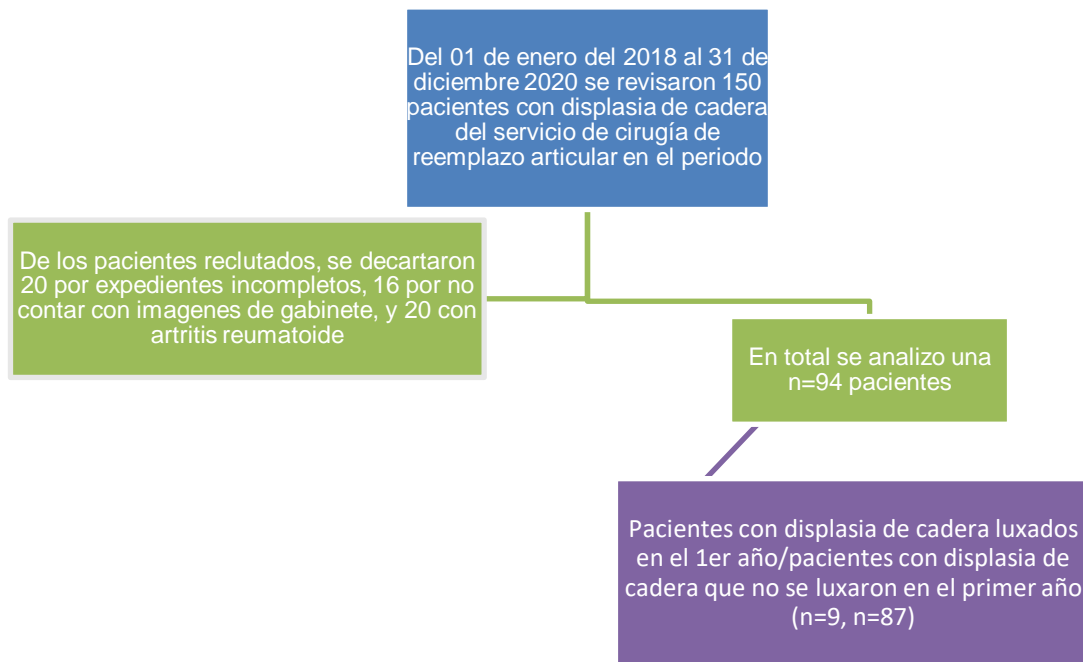 Del 01 de enero del 2018 al 31 de
diciembre 2020 se revisaron 150
pacientes con displasia de cadera
del servicio de cirugía de
reemplazo articular en el periodo
De los pacientes reclutados, se decartaron
20 por expedientes incompletos, 16 por no
contar con imagenes de gabinete, y 20 con
artritis reumatoide
En total se analizo una
n=94 pacientes
Pacientes con displasia de cadera luxados
en el 1er año/pacientes con displasia de
cadera que no se luxaron en el primer año
(n=9, n=87)